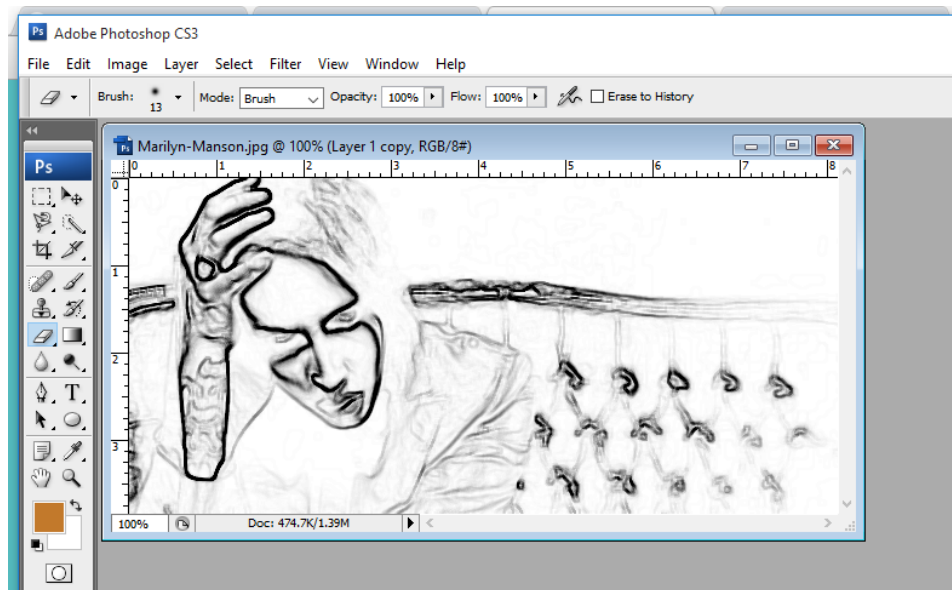 Ps Adobe Photoshop CS3
File Edit Image Layer Select Filter View Window Help
Brush: 13 Mode: Brush Opacity: 100% Flow: 100% Erase to History
Ps
Marilyn-Manson.jpg @ 100% (Layer 1 copy, RGB/8#)
0 1 2 3 4 5 6 7 8
0
1
2
3
T
100% Doc: 474.7K/1.39M